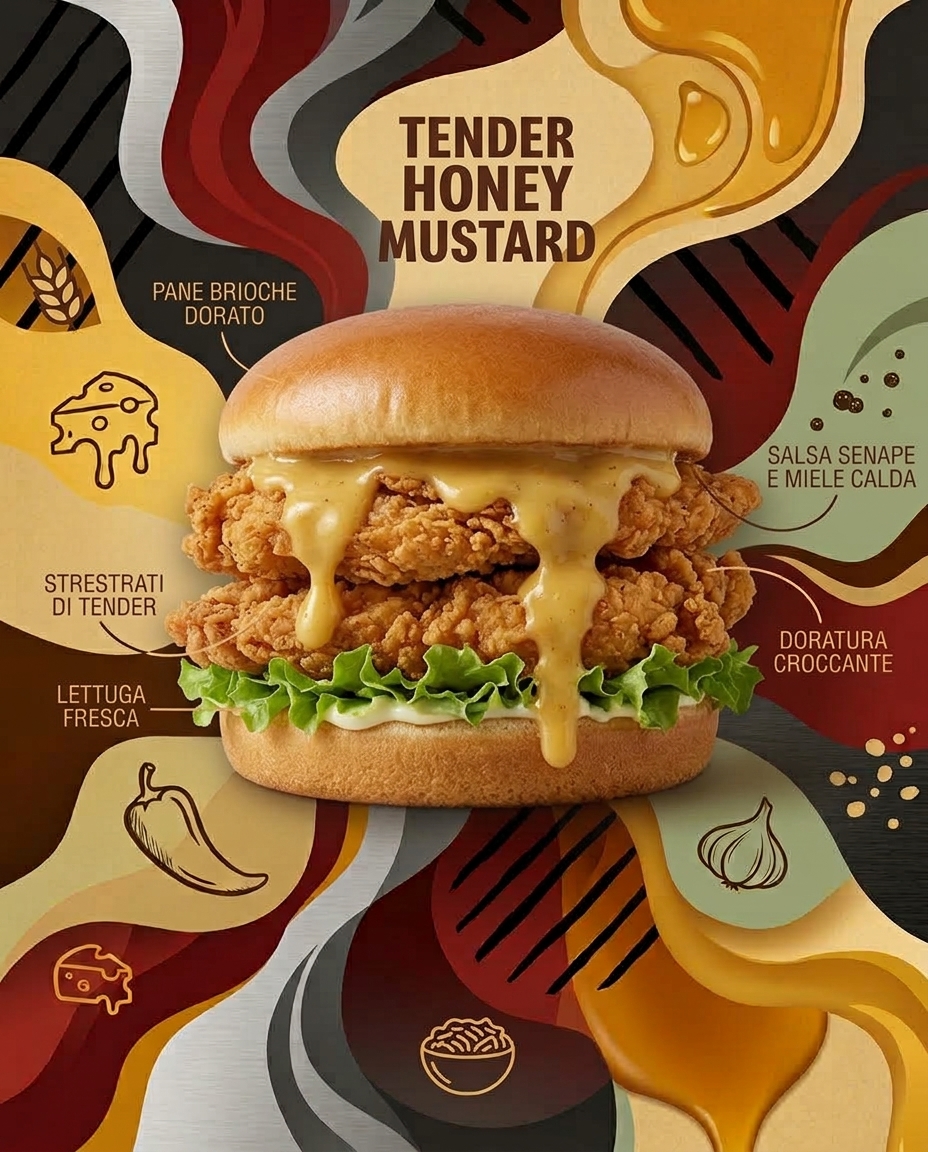 TENDER
HONEY
MUSTARD
PANE BRIOCHE
DORATO
SALSA SENAPE
E MIELE CALDA
STRESTRATI
DI TENDER
DORATURA
CROCCANTE
LETTUGA
FRESCA